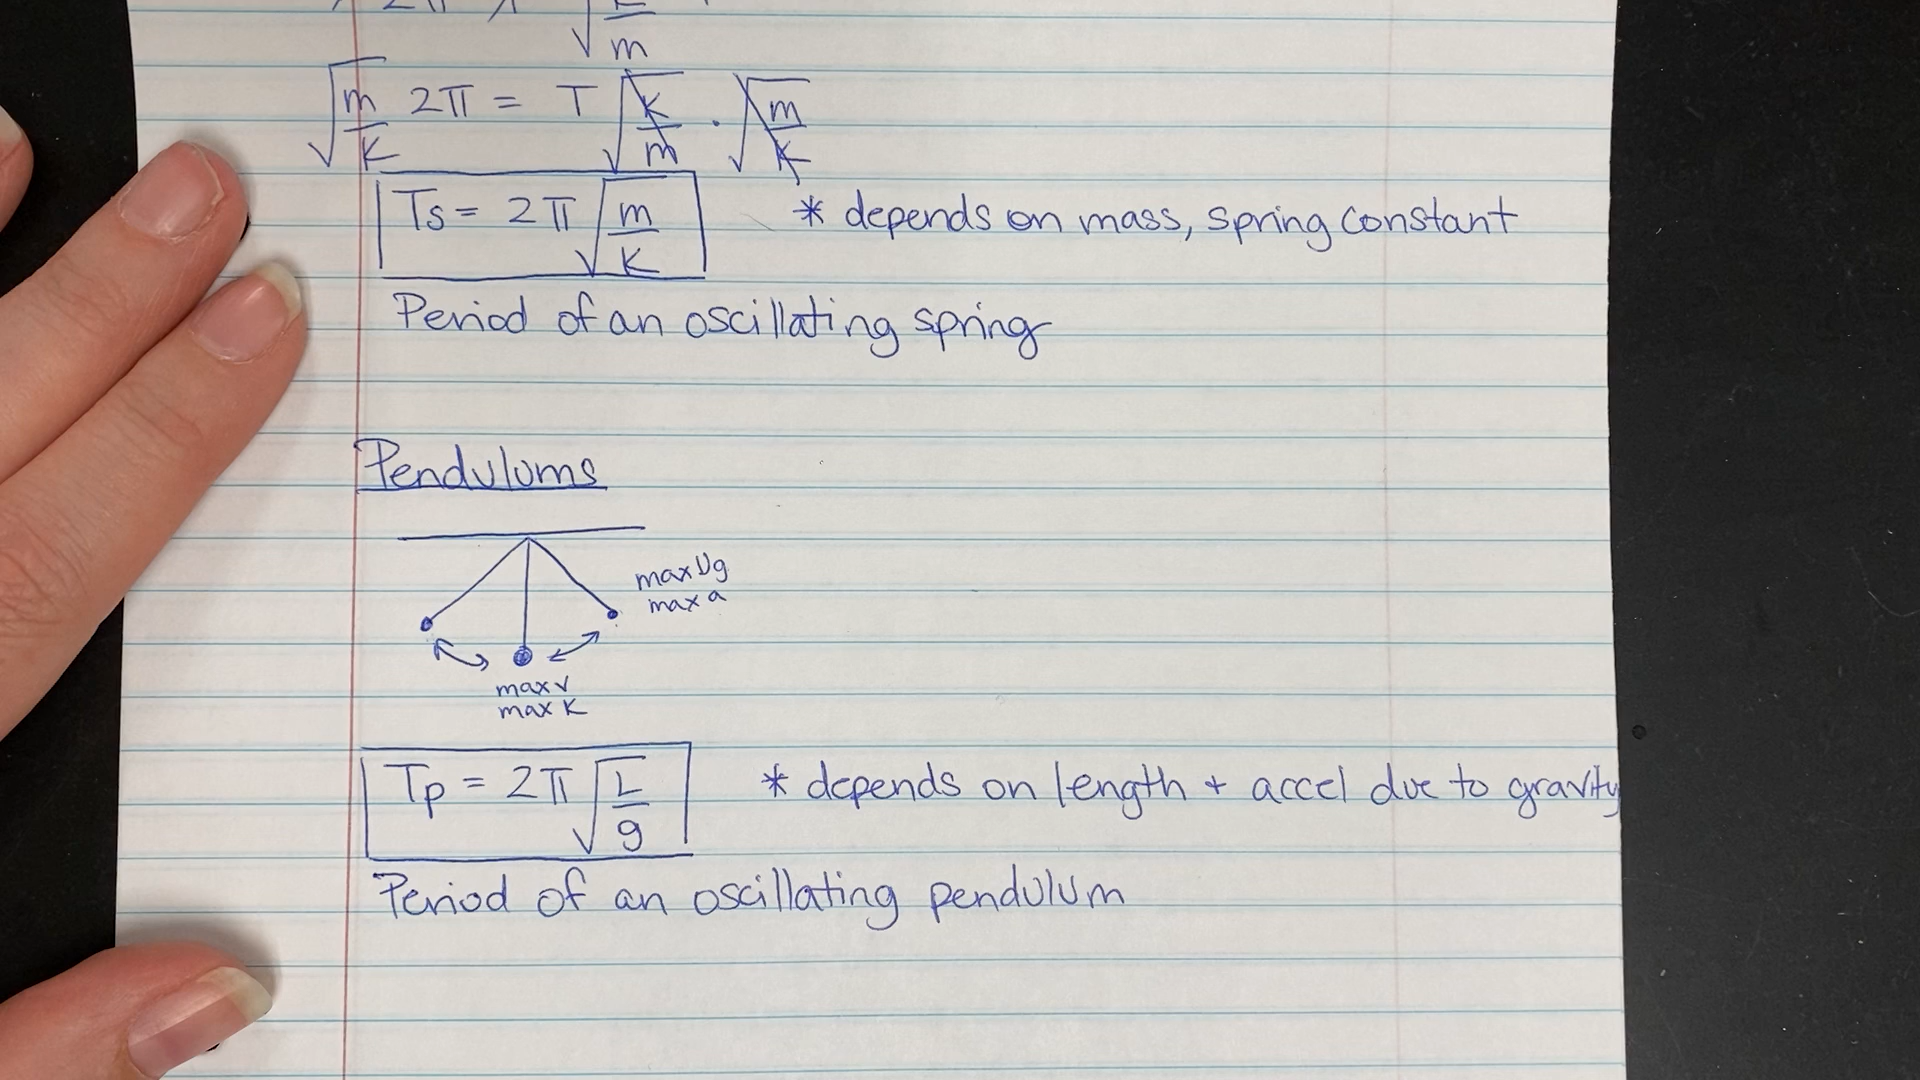 2π
√m
√m/K 2π = T √K/m · √m/K
Ts = 2π √m/K * depends on mass, spring constant
Period of an oscillating spring
Pendulums
max Ug
max a
max v
max K
Tp = 2π √L/g * depends on length + accel due to gravity
Period of an oscillating pendulum